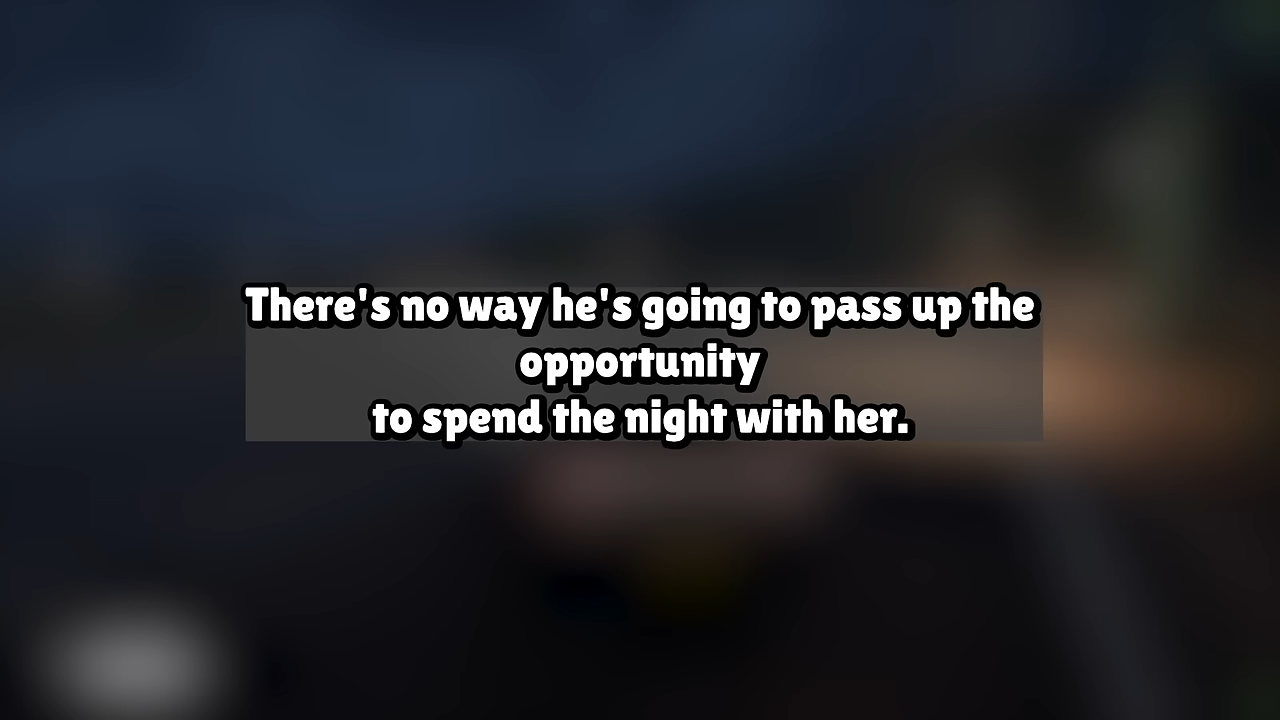 There's no way he's going to pass up the
opportunity
to spend the night with her.